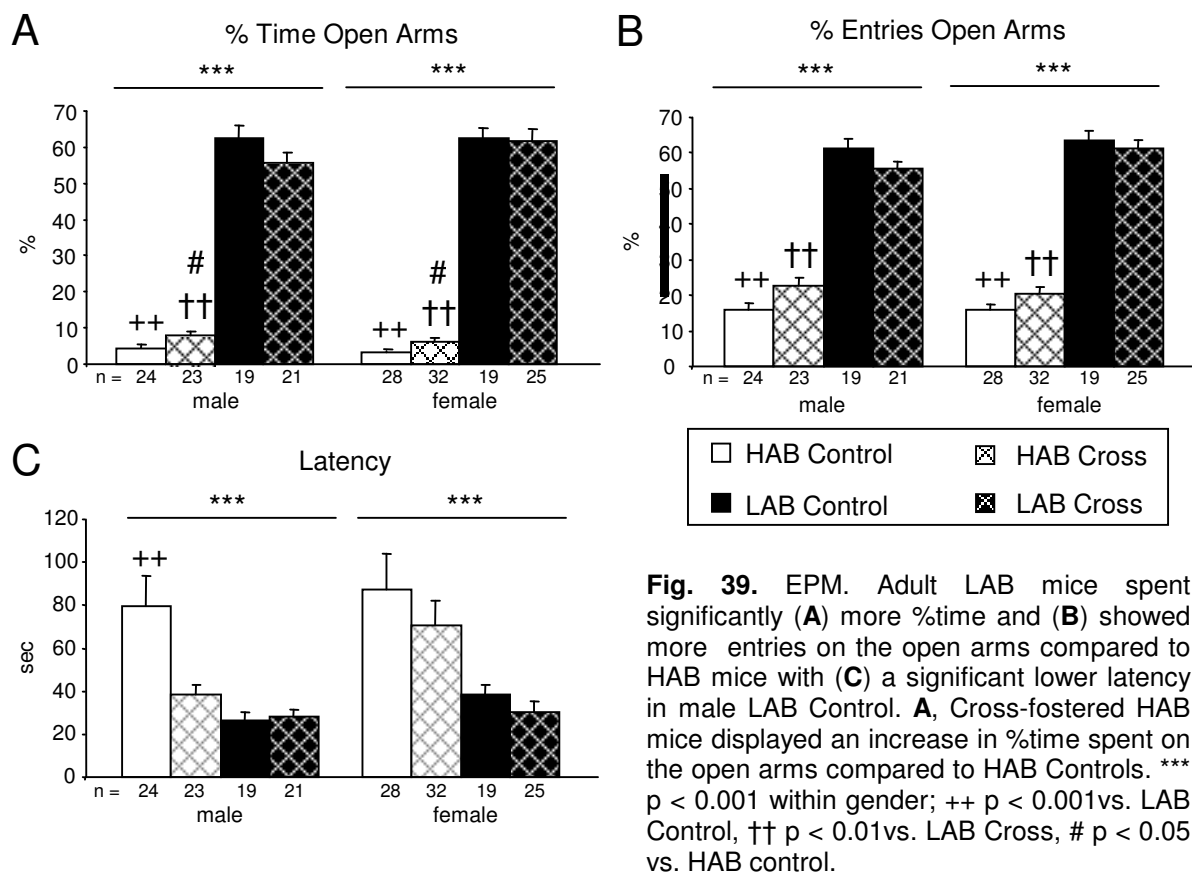 A
% Time Open Arms
***
***
70
60
50
40
30
20
10
0
%
++
#
††
++
#
††
n = 24 23 19 21 28 32 19 25
male female
B
% Entries Open Arms
***
***
70
60
50
40
30
20
10
0
%
++
††
++
††
n = 24 23 19 21 28 32 19 25
male female
HAB Control HAB Cross
LAB Control LAB Cross
C
Latency
***
***
120
100
80
60
40
20
0
sec
++
n = 24 23 19 21 28 32 19 25
male female
Fig. 39. EPM. Adult LAB mice spent
significantly (A) more %time and (B) showed
more entries on the open arms compared to
HAB mice with (C) a significant lower latency
in male LAB Control. A, Cross-fostered HAB
mice displayed an increase in %time spent on
the open arms compared to HAB Controls. ***
p < 0.001 within gender; ++ p < 0.001vs. LAB
Control, †† p < 0.01vs. LAB Cross, # p < 0.05
vs. HAB control.